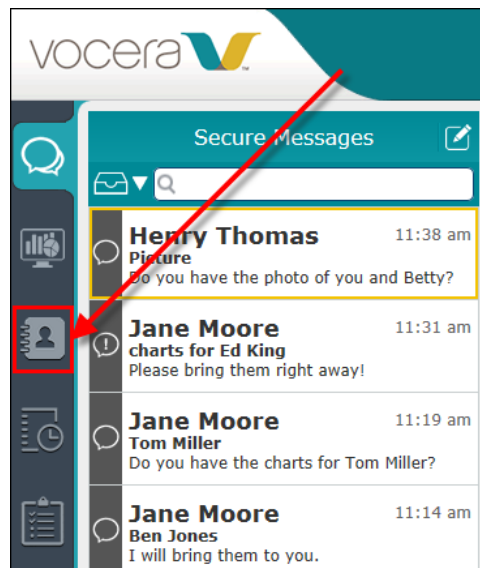 vocera
Secure Messages
Henry Thomas 11:38 am
Picture
Do you have the photo of you and Betty?
Jane Moore 11:31 am
charts for Ed King
Please bring them right away!
Jane Moore 11:19 am
Tom Miller
Do you have the charts for Tom Miller?
Jane Moore 11:14 am
Ben Jones
I will bring them to you.